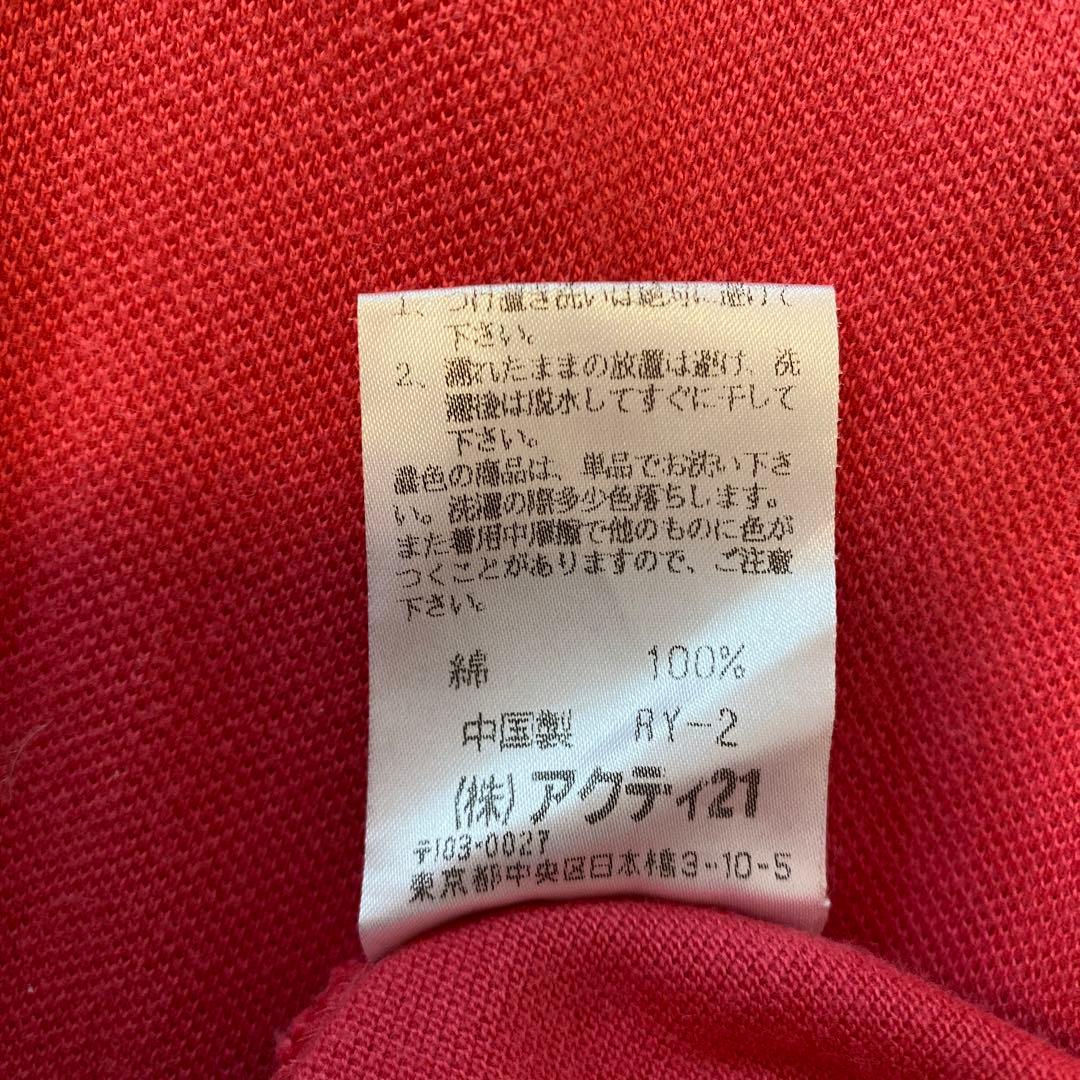 1、つけ置き洗いは絶対に避けて
下さい。
2、濡れたままの放置は避け、洗
濯後は脱水してすぐに干して
下さい。
濃色の商品は、単品でお洗い下さ
い。洗濯の際多少色落ちします。
また着用中摩擦で他のものに色が
つくことがありますので、ご注意
下さい。
綿 100%
中国製 RY-2
(株)アクティ21
〒103-0027
東京都中央区日本橋3-10-5